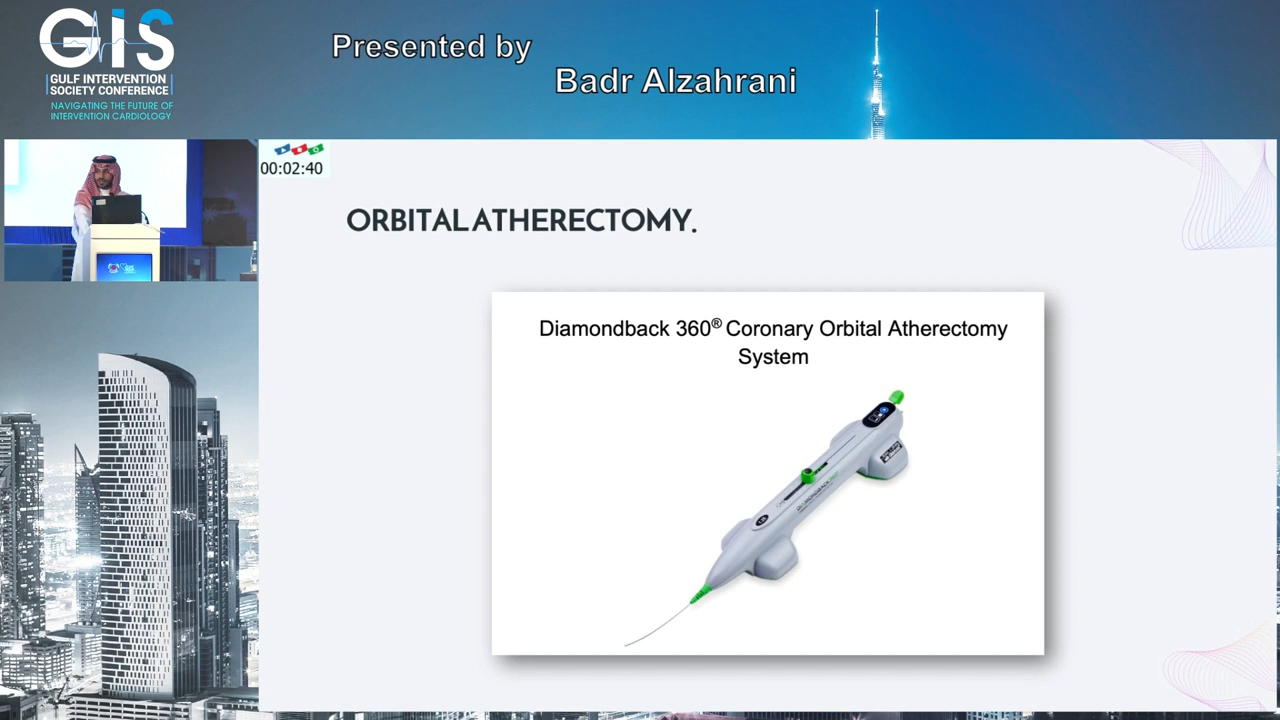 GIS
GULF INTERVENTION
SOCIETY CONFERENCE
NAVIGATING THE FUTURE OF
INTERVENTION CARDIOLOGY
Presented by
Badr Alzahrani
00:02:40
ORBITAL ATHERECTOMY.
Diamondback 360® Coronary Orbital Atherectomy
System